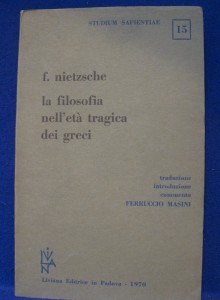 STUDIUM SAPIENTIAE
15
f. nietzsche
la filosofia
nell'età tragica
dei greci
traduzione
introduzione
commento
FERRUCCIO MASINI
Liviana Editrice in Padova - 1970